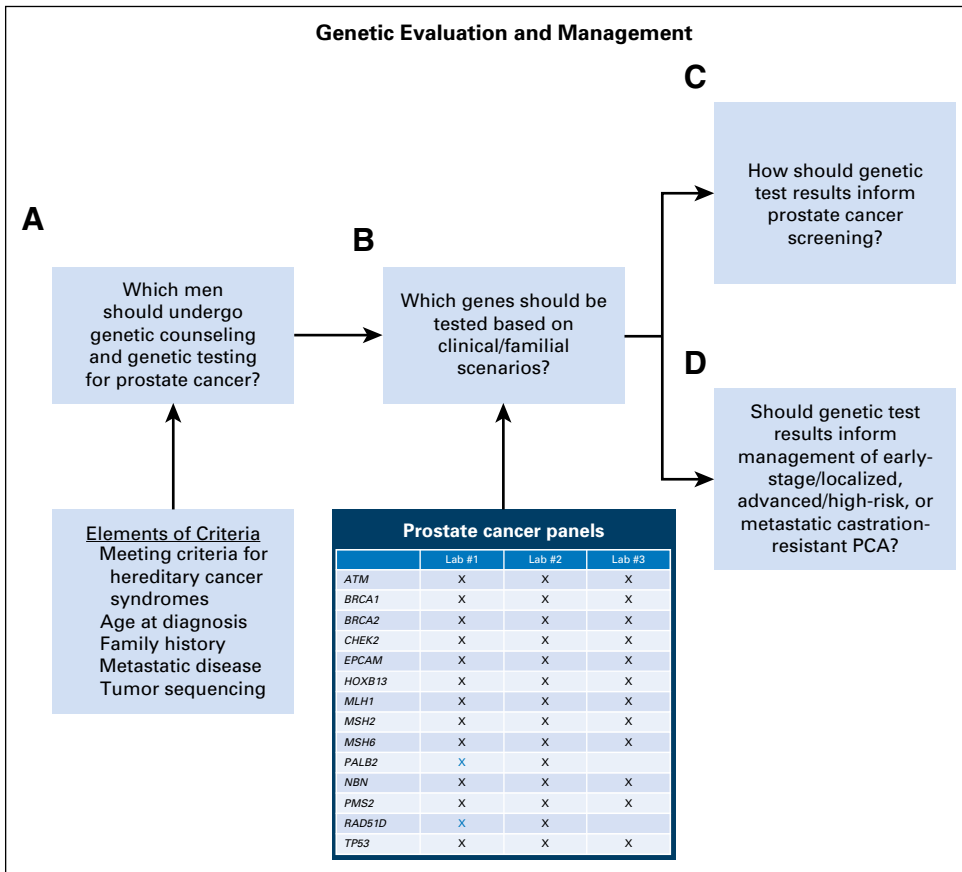 Genetic Evaluation and Management
A
Which men
should undergo
genetic counseling
and genetic testing
for prostate cancer?
Elements of Criteria
Meeting criteria for
hereditary cancer
syndromes
Age at diagnosis
Family history
Metastatic disease
Tumor sequencing
B
Which genes should be
tested based on
clinical/familial
scenarios?
Prostate cancer panels
Lab #1 Lab #2 Lab #3
ATM X X X
BRCA1 X X X
BRCA2 X X X
CHEK2 X X X
EPCAM X X X
HOXB13 X X X
MLH1 X X X
MSH2 X X X
MSH6 X X X
PALB2 X X
NBN X X X
PMS2 X X X
RAD51D X X
TP53 X X X
C
How should genetic
test results inform
prostate cancer
screening?
D
Should genetic test
results inform
management of early-
stage/localized,
advanced/high-risk, or
metastatic castration-
resistant PCA?